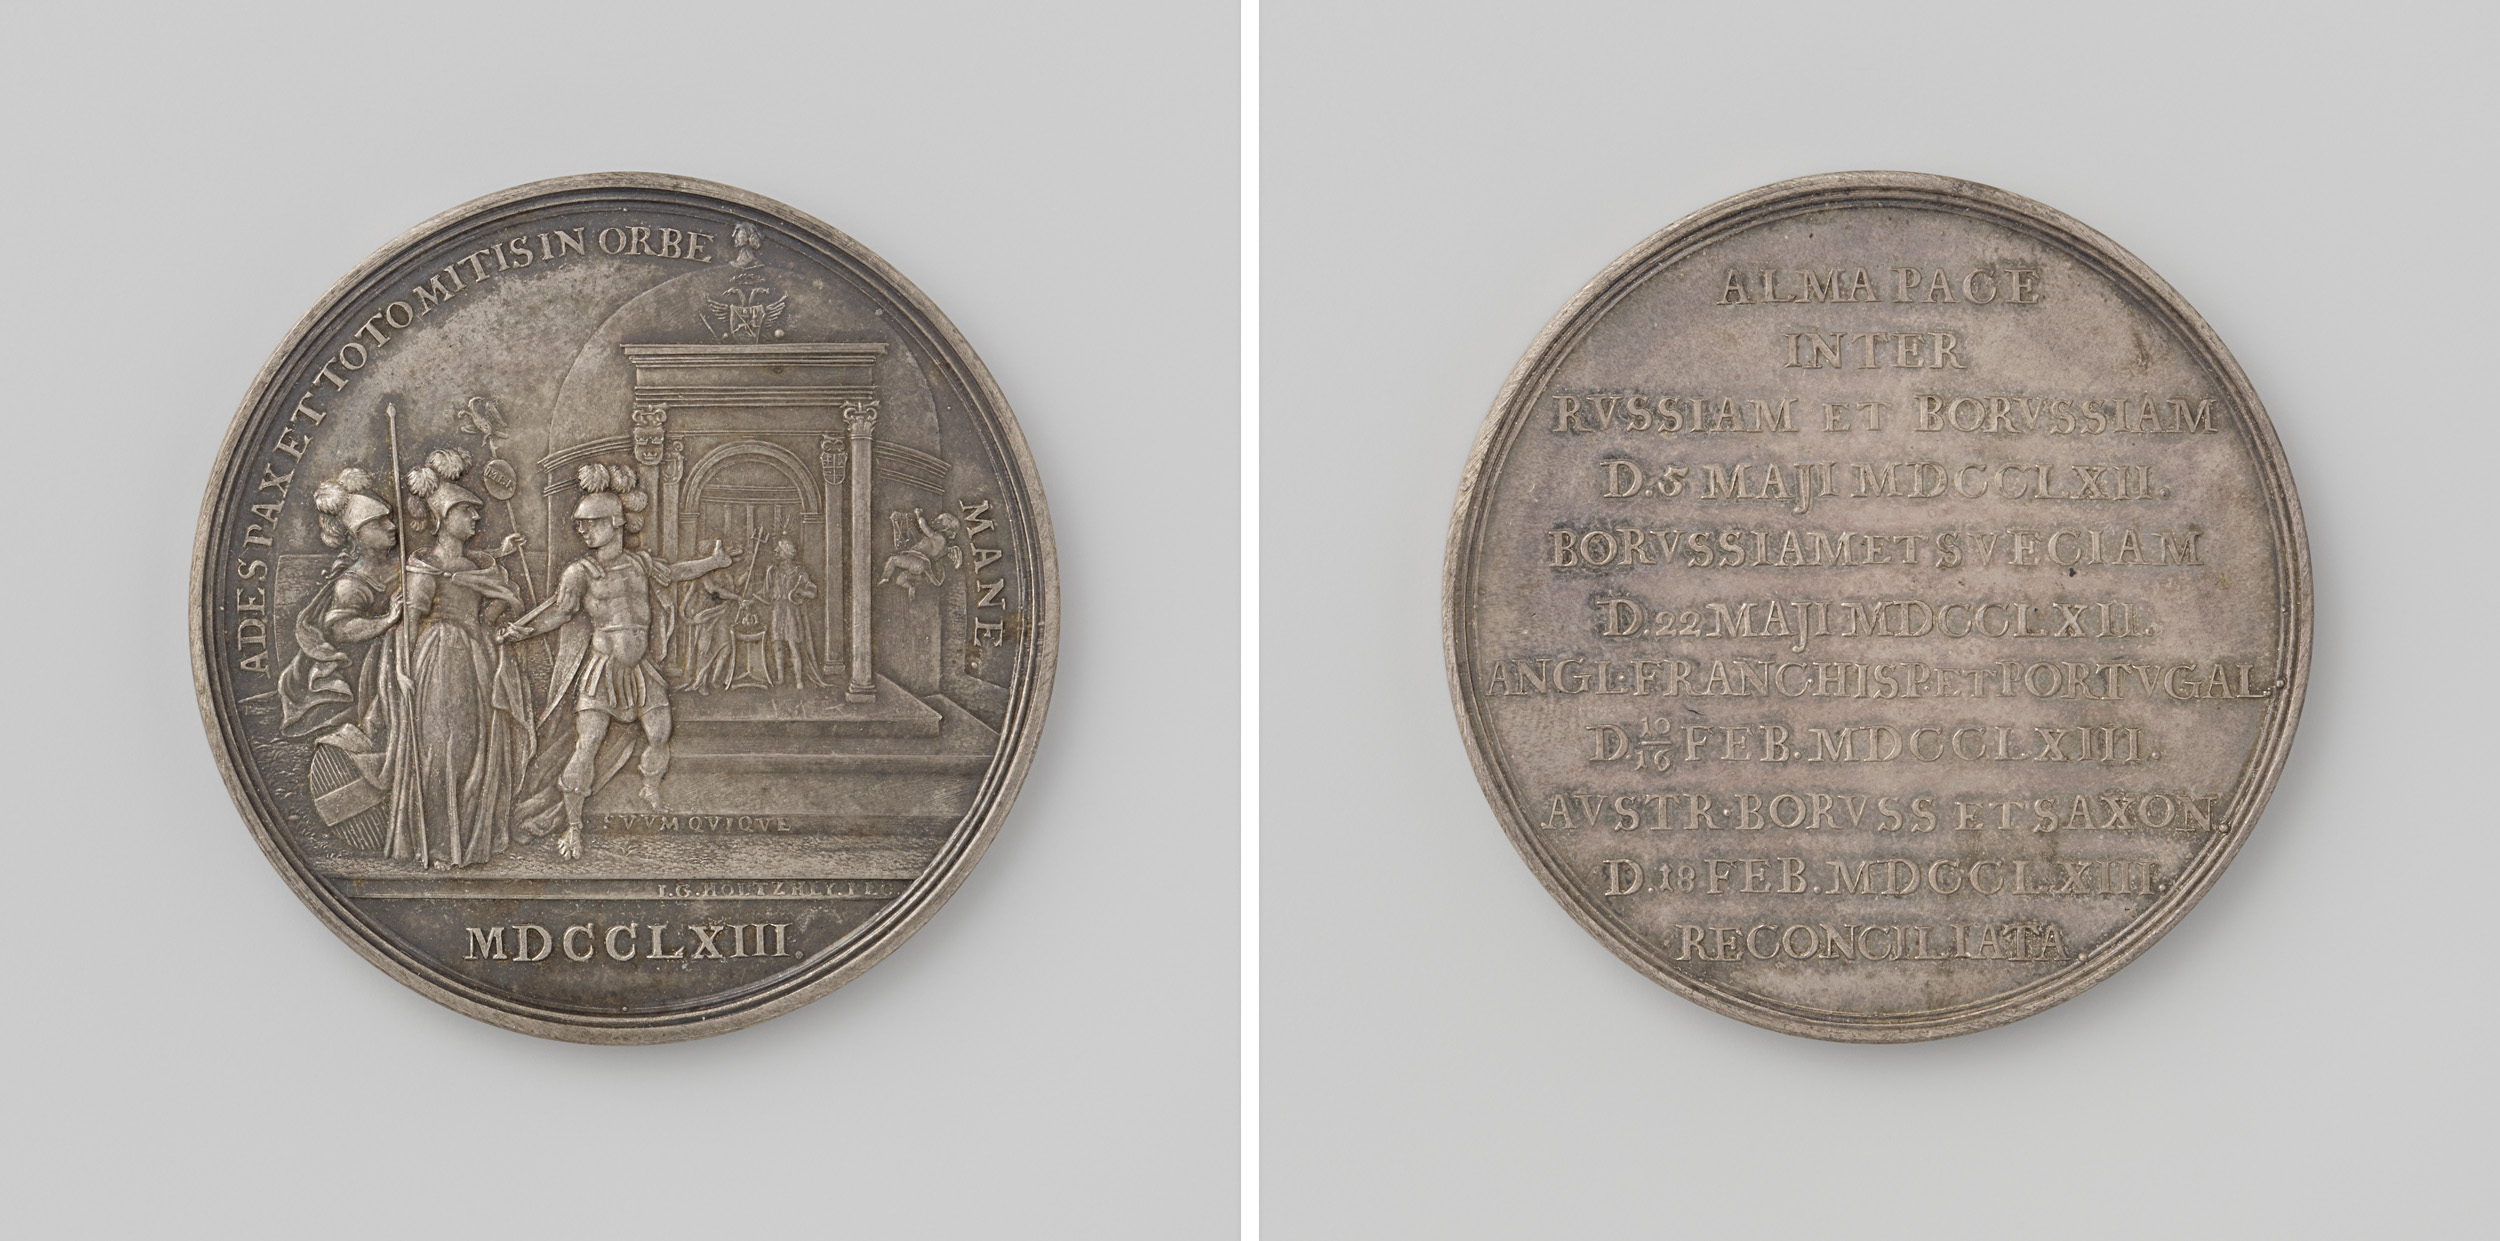 ADES PAX ET TOTO MITIS IN ORBE MANE.
SUUM QVIQVE
I.G.HOLTZHEY.FEC.
MDCCLXIII.
ALMA PACE
INTER
RVSSIAM ET BORVSSIAM
D.5 MAJI MDCCLXII.
BORVSSIAM ET SVECIAM
D.22 MAJI MDCCLXII.
ANGL·FRANC HISP·ET PORTVGAL.
D.10/16 FEB.MDCCLXIII.
AVSTR·BORVSS ET SAXON.
D.18 FEB.MDCCLXIII.
RECONCILIATA.